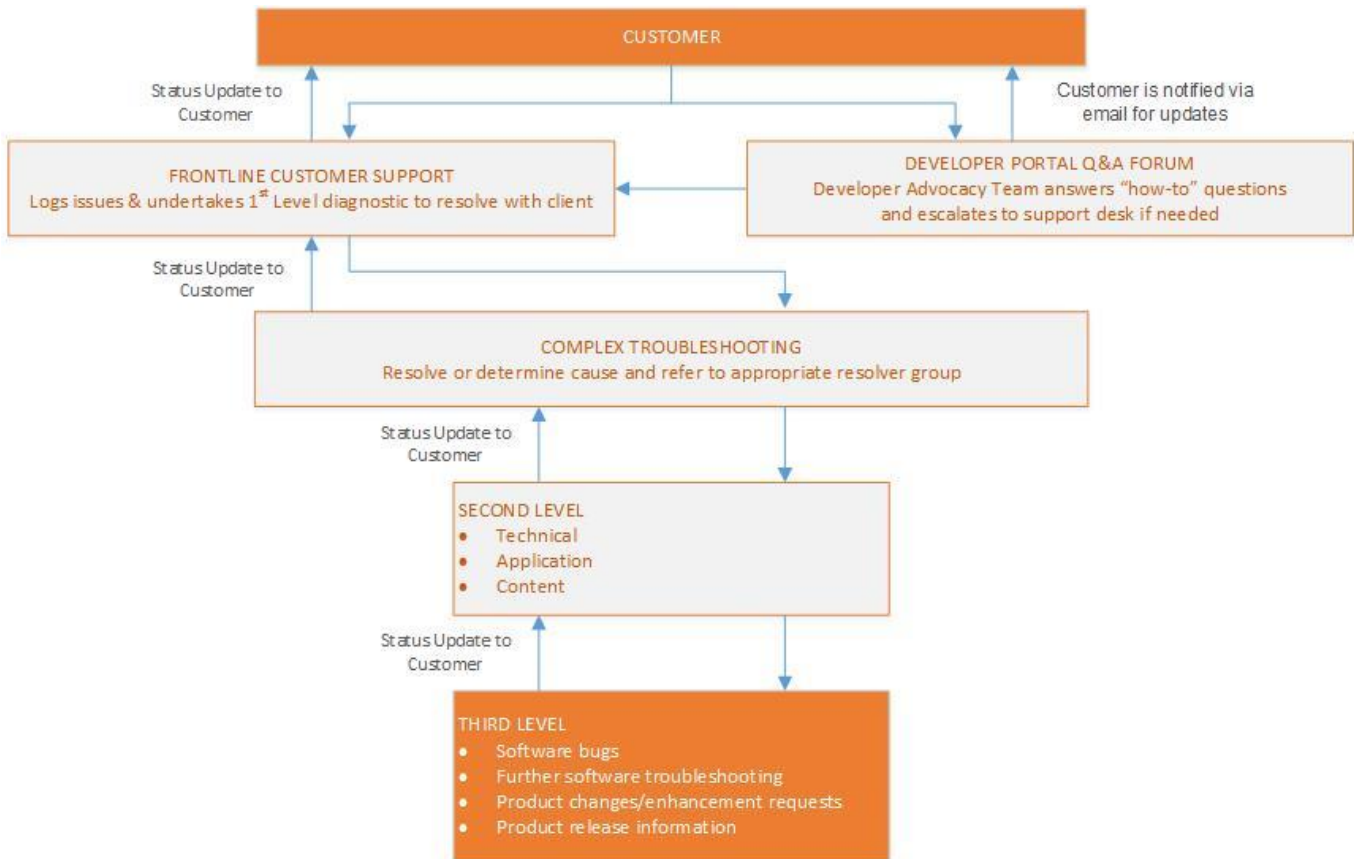 CUSTOMER
Status Update to
Customer
Customer is notified via
email for updates
FRONTLINE CUSTOMER SUPPORT
Logs issues & undertakes 1st Level diagnostic to resolve with client
DEVELOPER PORTAL Q&A FORUM
Developer Advocacy Team answers “how-to” questions
and escalates to support desk if needed
Status Update to
Customer
COMPLEX TROUBLESHOOTING
Resolve or determine cause and refer to appropriate resolver group
Status Update to
Customer
SECOND LEVEL
● Technical
● Application
● Content
Status Update to
Customer
THIRD LEVEL
● Software bugs
● Further software troubleshooting
● Product changes/enhancement requests
● Product release information